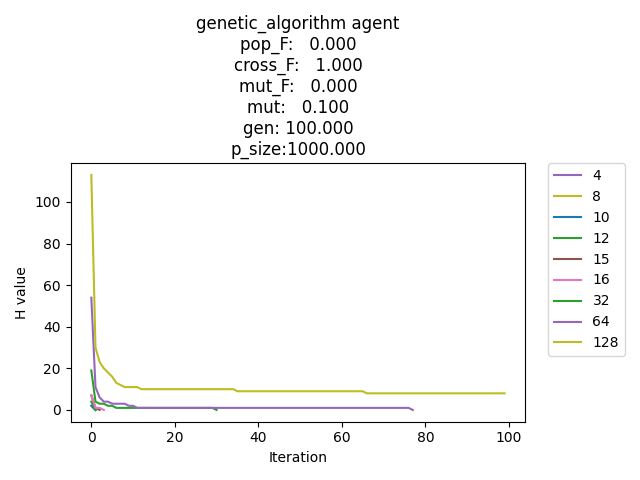 genetic_algorithm agent
pop_F:   0.000
cross_F:   1.000
mut_F:   0.000
mut:   0.100
gen: 100.000
p_size:1000.000
H value
100
80
60
40
20
0
0 20 40 60 80 100
Iteration
4
8
10
12
15
16
32
64
128